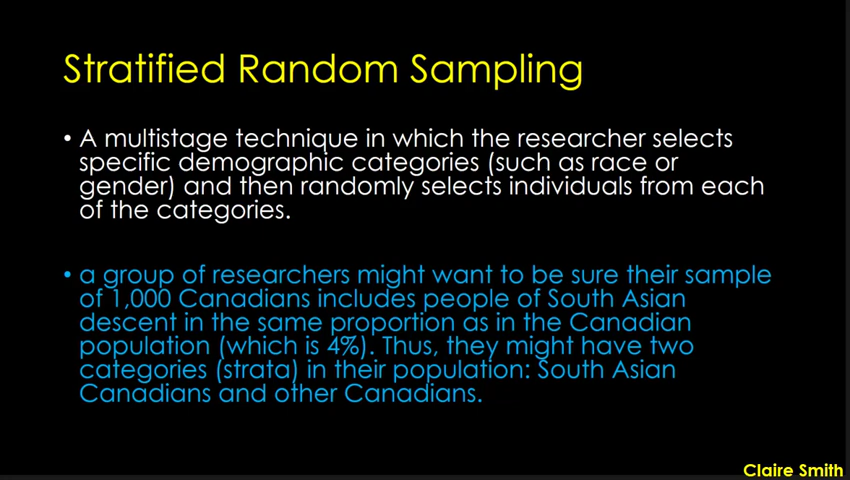 Stratified Random Sampling
• A multistage technique in which the researcher selects
specific demographic categories (such as race or
gender) and then randomly selects individuals from each
of the categories.
• a group of researchers might want to be sure their sample
of 1,000 Canadians includes people of South Asian
descent in the same proportion as in the Canadian
population (which is 4%). Thus, they might have two
categories (strata) in their population: South Asian
Canadians and other Canadians.
Claire Smith